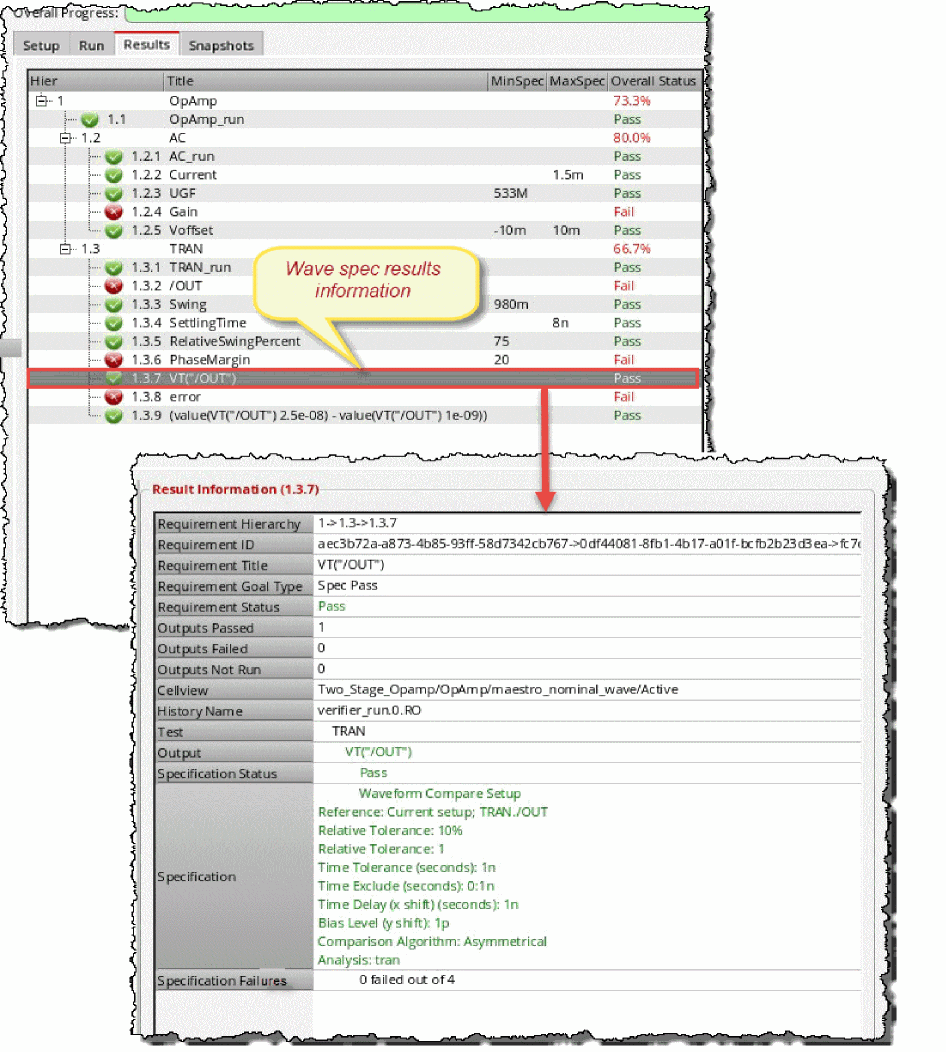 Overall Progress:
Setup Run Results Snapshots
Hier Title MinSpec MaxSpec Overall Status
1 OpAmp 73.3%
1.1 OpAmp_run Pass
1.2 AC 80.0%
1.2.1 AC_run Pass
1.2.2 Current 1.5m Pass
1.2.3 UGF 533M Pass
1.2.4 Gain Fail
1.2.5 Voffset -10m 10m Pass
1.3 TRAN 66.7%
1.3.1 TRAN_run Pass
1.3.2 /OUT Fail
1.3.3 Swing 980m Pass
1.3.4 SettlingTime 8n Pass
1.3.5 RelativeSwingPercent 75 Pass
1.3.6 PhaseMargin 20 Fail
1.3.7 VT("/OUT") Pass
1.3.8 error Fail
1.3.9 (value(VT("/OUT") 2.5e-08) - value(VT("/OUT") 1e-09)) Pass
Wave spec results
information
Result Information (1.3.7)
Requirement Hierarchy 1->1.3->1.3.7
Requirement ID aec3b72a-a873-4b85-93ff-58d7342cb767->0df44081-8fb1-4b17-a01f-bcfb2b23d3ea->fc7e
Requirement Title VT("/OUT")
Requirement Goal Type Spec Pass
Requirement Status Pass
Outputs Passed 1
Outputs Failed 0
Outputs Not Run 0
Cellview Two_Stage_Opamp/OpAmp/maestro_nominal_wave/Active
History Name verifier_run.0.RO
Test TRAN
Output VT("/OUT")
Specification Status Pass
Specification
Waveform Compare Setup
Reference: Current setup; TRAN./OUT
Relative Tolerance: 10%
Relative Tolerance: 1
Time Tolerance (seconds): 1n
Time Exclude (seconds): 0:1n
Time Delay (x shift) (seconds): 1n
Bias Level (y shift): 1p
Comparison Algorithm: Asymmetrical
Analysis: tran
Specification Failures 0 failed out of 4